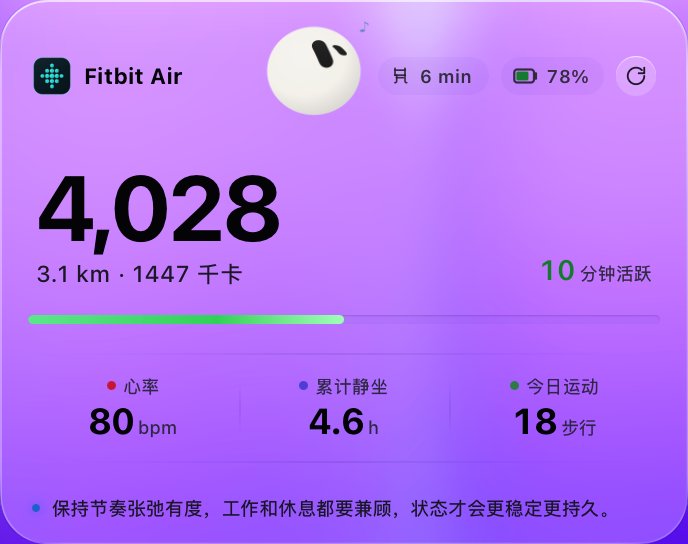 Fitbit Air
6 min
78%
4,028
3.1 km · 1447 千卡
10 分钟活跃
心率
累计静坐
今日运动
80 bpm
4.6 h
18 步行
保持节奏张弛有度，工作和休息都要兼顾，状态才会更稳定更持久。